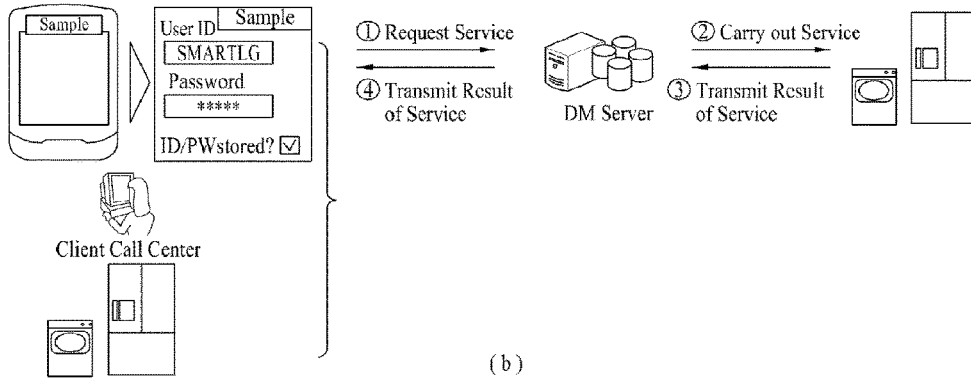 Sample
Sample
User ID
SMARTLG
Password
*****
ID/PWstored?
Client Call Center
① Request Service
④ Transmit Result
of Service
DM Server
② Carry out Service
③ Transmit Result
of Service
( b )